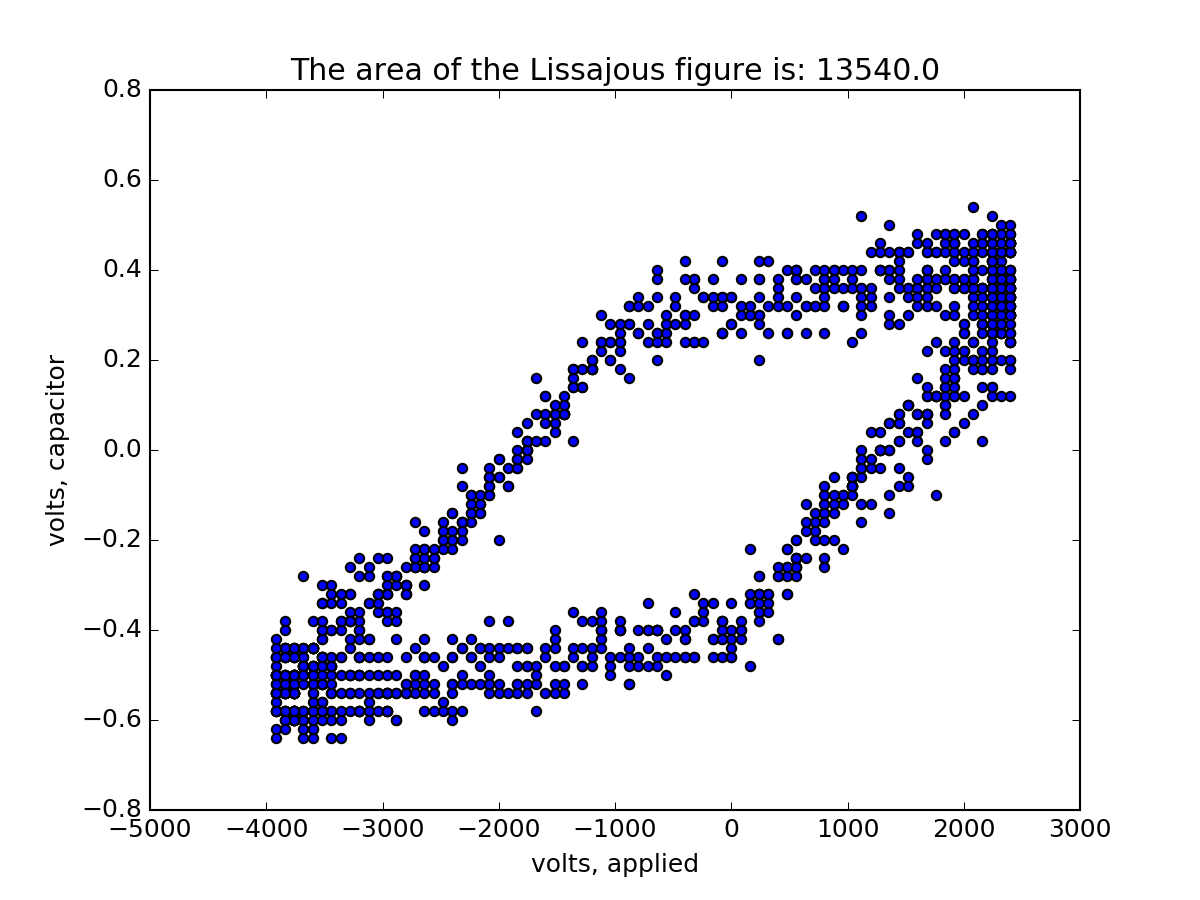 The area of the Lissajous figure is: 13540.0
0.8
0.6
0.4
0.2
0.0
−0.2
−0.4
−0.6
−0.8
volts, capacitor
−5000 −4000 −3000 −2000 −1000 0 1000 2000 3000
volts, applied